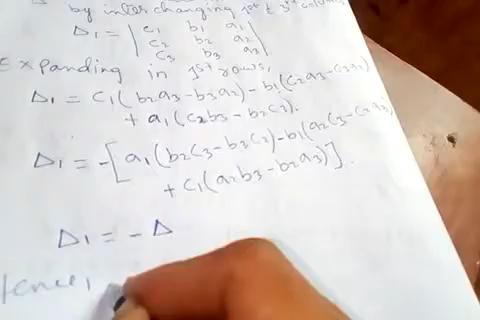 by interchanging 1st & 3rd column
Δ1 = | c1 b1 a1 |
c2 b2 a2
c3 b3 a3 |
Expanding in 1st rows,
Δ1 = c1(b2a3-b3a2) - b1(c2a3-c3a2)
+ a1(c2b3 - b2c3).
Δ1 = -[a1(b2c3-b3c2)-b1(a2c3-c2a3)
+ c1(a2b3-b2a3)].
Δ1 = - Δ
Hence,